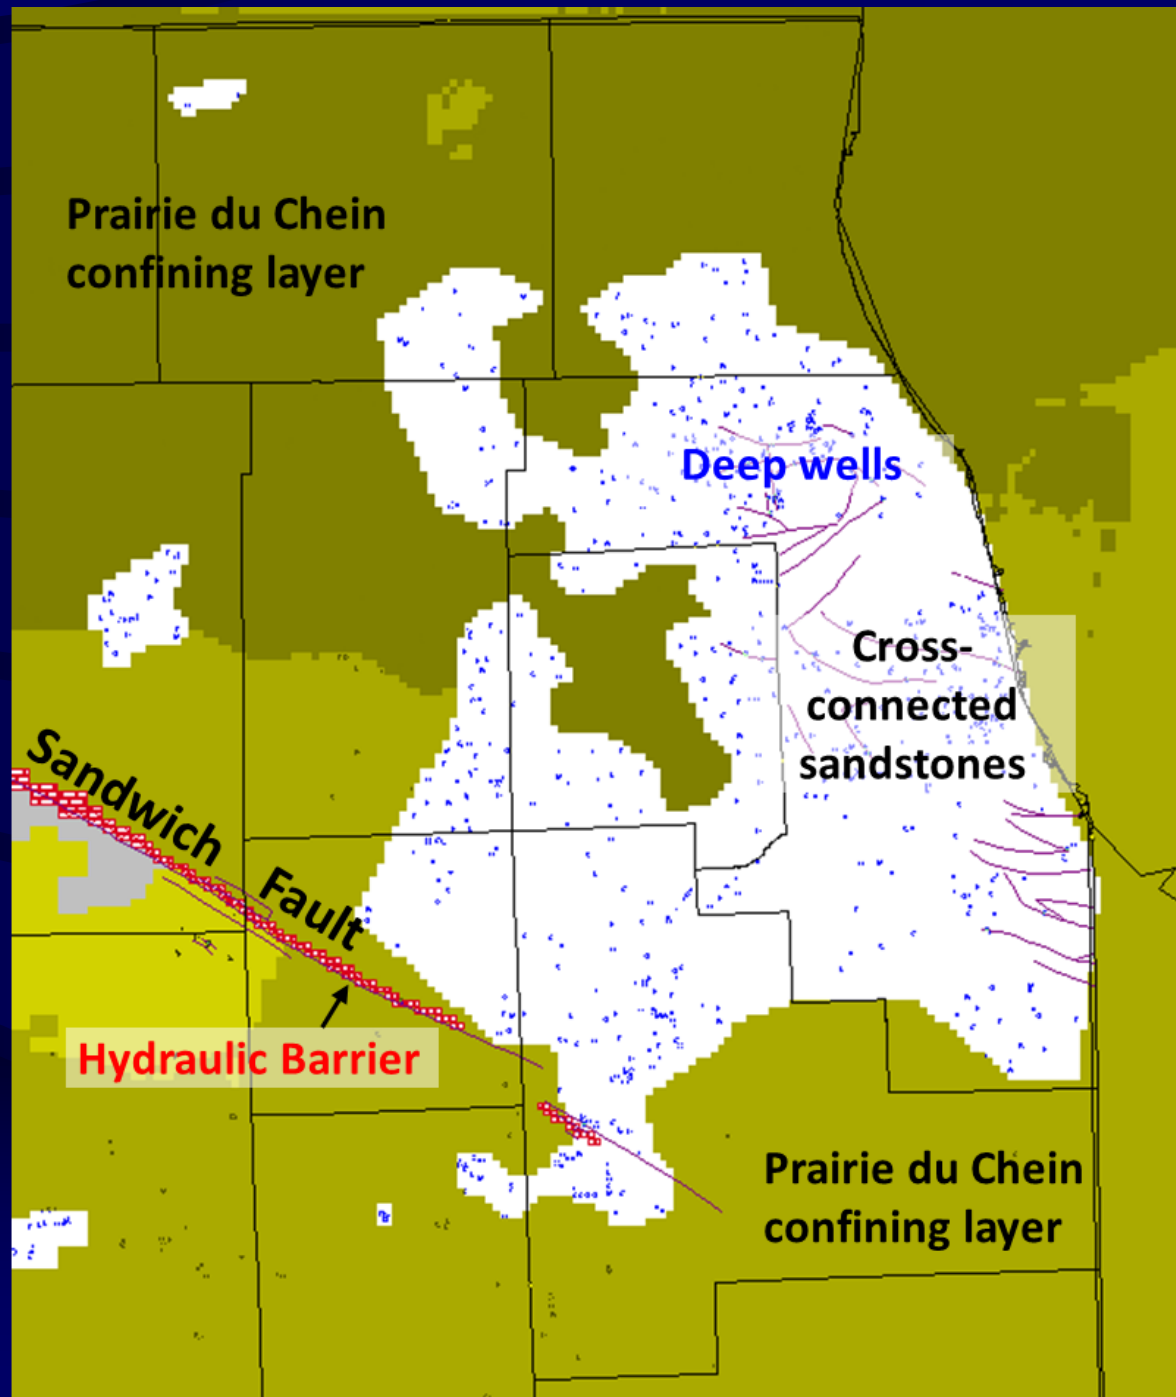 Prairie du Chein
confining layer
Deep wells
Cross-
connected
sandstones
Sandwich
Fault
Hydraulic Barrier
Prairie du Chein
confining layer